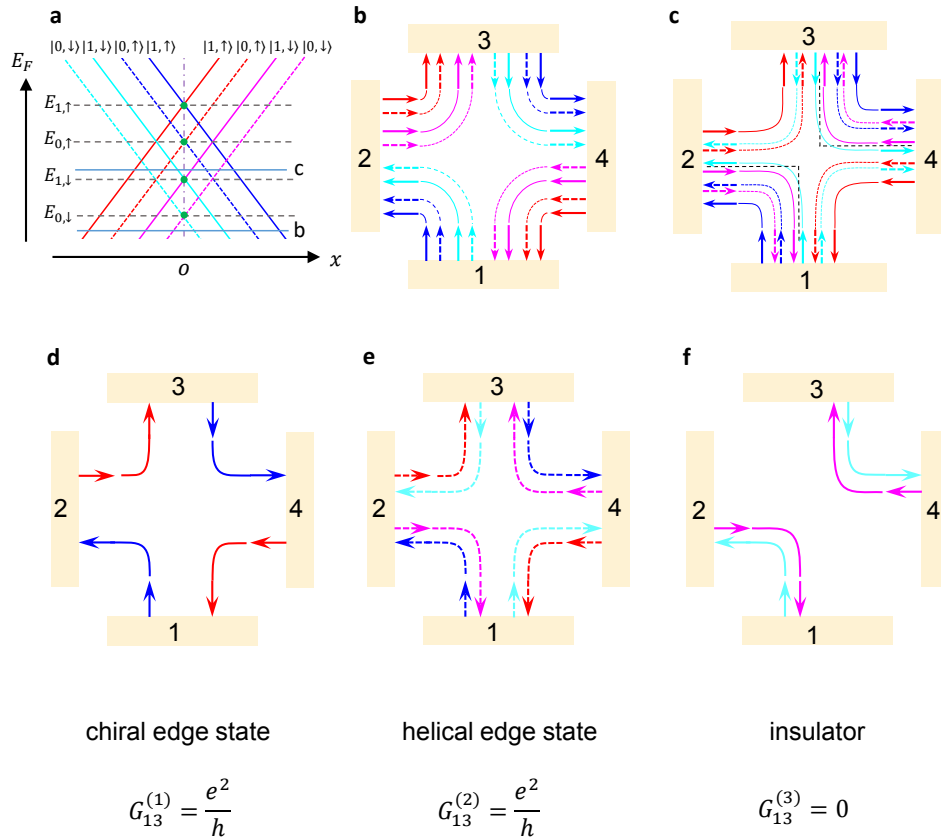 a
|0,↓⟩|1,↓⟩|0,↑⟩|1,↑⟩ |1,↑⟩|0,↑⟩|1,↓⟩|0,↓⟩
E_F
E_{1,↑}
E_{0,↑}
c
E_{1,↓}
E_{0,↓}
b
o
x
b
3
2
4
1
c
3
2
4
1
d
3
2
4
1
e
3
2
4
1
f
3
2
4
1
chiral edge state
helical edge state
insulator
G_{13}^{(1)} = \frac{e^2}{h}
G_{13}^{(2)} = \frac{e^2}{h}
G_{13}^{(3)} = 0